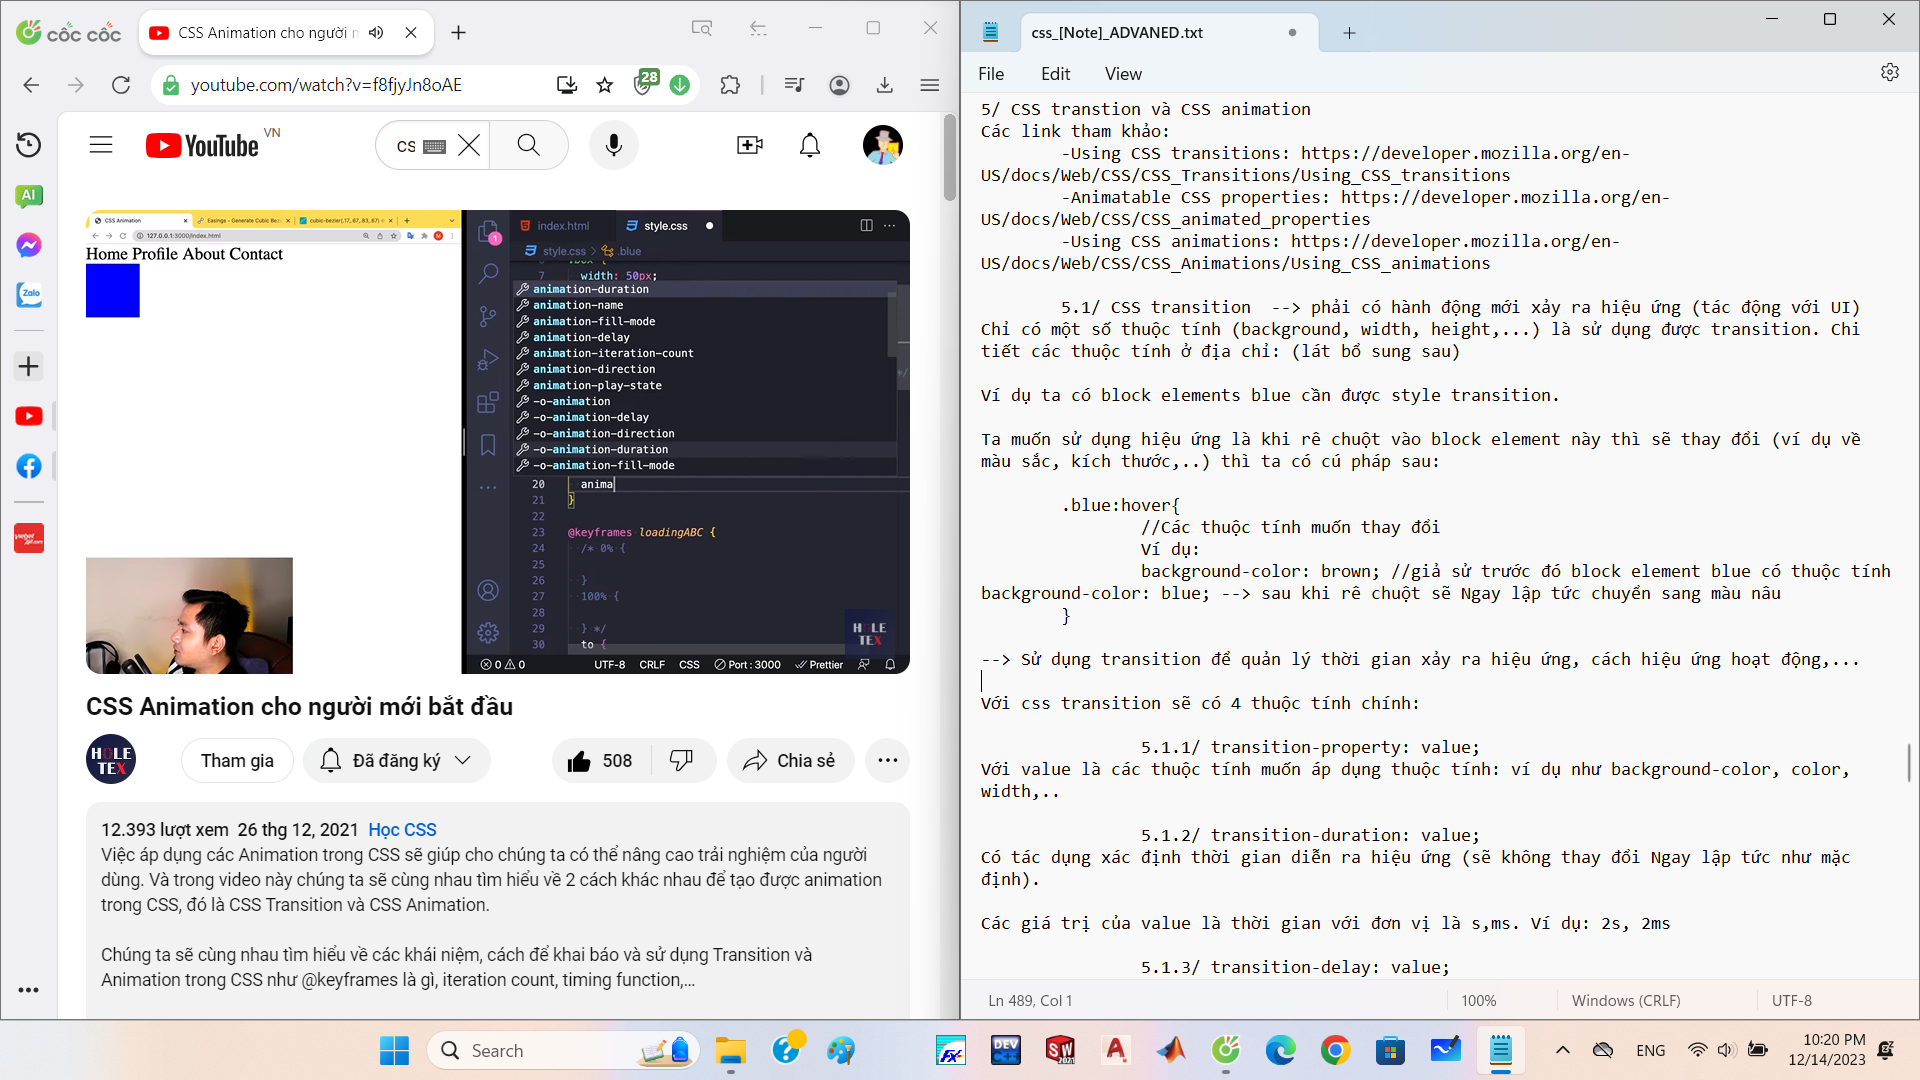 cốc cốc
CSS Animation cho người m
youtube.com/watch?v=f8fjyJn8oAE
28
AI
Zalo
YouTube VN
CS
CSS Animation
Easings - Generate Cubic Bez
cubic-bezier(.17,.67,.83,.67)
127.0.0.1:3000/index.html
Home Profile About Contact
index.html
style.css
style.css > .blue
7 width: 50px;
animation-duration
animation-name
animation-fill-mode
animation-delay
animation-iteration-count
animation-direction
animation-play-state
-o-animation
-o-animation-delay
-o-animation-direction
-o-animation-duration
-o-animation-fill-mode
20 anima
21 }
22
23 @keyframes loadingABC {
24 /* 0% {
25
26 }
27 100% {
28
29 } */
30 to {
HOLE
TEX
0 0 UTF-8 CRLF CSS Port : 3000 Prettier
CSS Animation cho người mới bắt đầu
HOLE
TEX
Tham gia
Đã đăng ký
508
Chia sẻ
12.393 lượt xem 26 thg 12, 2021 Học CSS
Việc áp dụng các Animation trong CSS sẽ giúp cho chúng ta có thể nâng cao trải nghiệm của người
dùng. Và trong video này chúng ta sẽ cùng nhau tìm hiểu về 2 cách khác nhau để tạo được animation
trong CSS, đó là CSS Transition và CSS Animation.
Chúng ta sẽ cùng nhau tìm hiểu về các khái niệm, cách để khai báo và sử dụng Transition và
Animation trong CSS như @keyframes là gì, iteration count, timing function,...
css_[Note]_ADVANED.txt
File Edit View
5/ CSS transtion và CSS animation
Các link tham khảo:
-Using CSS transitions: https://developer.mozilla.org/en-
US/docs/Web/CSS/CSS_Transitions/Using_CSS_transitions
-Animatable CSS properties: https://developer.mozilla.org/en-
US/docs/Web/CSS/CSS_animated_properties
-Using CSS animations: https://developer.mozilla.org/en-
US/docs/Web/CSS/CSS_Animations/Using_CSS_animations
5.1/ CSS transition --> phải có hành động mới xảy ra hiệu ứng (tác động với UI)
Chỉ có một số thuộc tính (background, width, height,...) là sử dụng được transition. Chi
tiết các thuộc tính ở địa chỉ: (lát bổ sung sau)
Ví dụ ta có block elements blue cần được style transition.
Ta muốn sử dụng hiệu ứng là khi rê chuột vào block element này thì sẽ thay đổi (ví dụ về
màu sắc, kích thước,..) thì ta có cú pháp sau:
.blue:hover{
//Các thuộc tính muốn thay đổi
Ví dụ:
background-color: brown; //giả sử trước đó block element blue có thuộc tính
background-color: blue; --> sau khi rê chuột sẽ Ngay lập tức chuyển sang màu nâu
}
--> Sử dụng transition để quản lý thời gian xảy ra hiệu ứng, cách hiệu ứng hoạt động,...
Với css transition sẽ có 4 thuộc tính chính:
5.1.1/ transition-property: value;
Với value là các thuộc tính muốn áp dụng thuộc tính: ví dụ như background-color, color,
width,..
5.1.2/ transition-duration: value;
Có tác dụng xác định thời gian diễn ra hiệu ứng (sẽ không thay đổi Ngay lập tức như mặc
định).
Các giá trị của value là thời gian với đơn vị là s,ms. Ví dụ: 2s, 2ms
5.1.3/ transition-delay: value;
Ln 489, Col 1
100%
Windows (CRLF)
UTF-8
Search
DEV
SW
2021
ENG
10:20 PM
12/14/2023